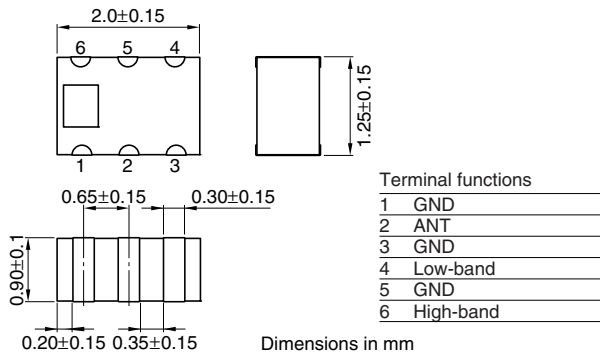 2.0±0.15
6 5 4
1 2 3
1.25±0.15
0.65±0.15 0.30±0.15
0.90±0.1
0.20±0.15 0.35±0.15
Dimensions in mm
Terminal functions
1 GND
2 ANT
3 GND
4 Low-band
5 GND
6 High-band